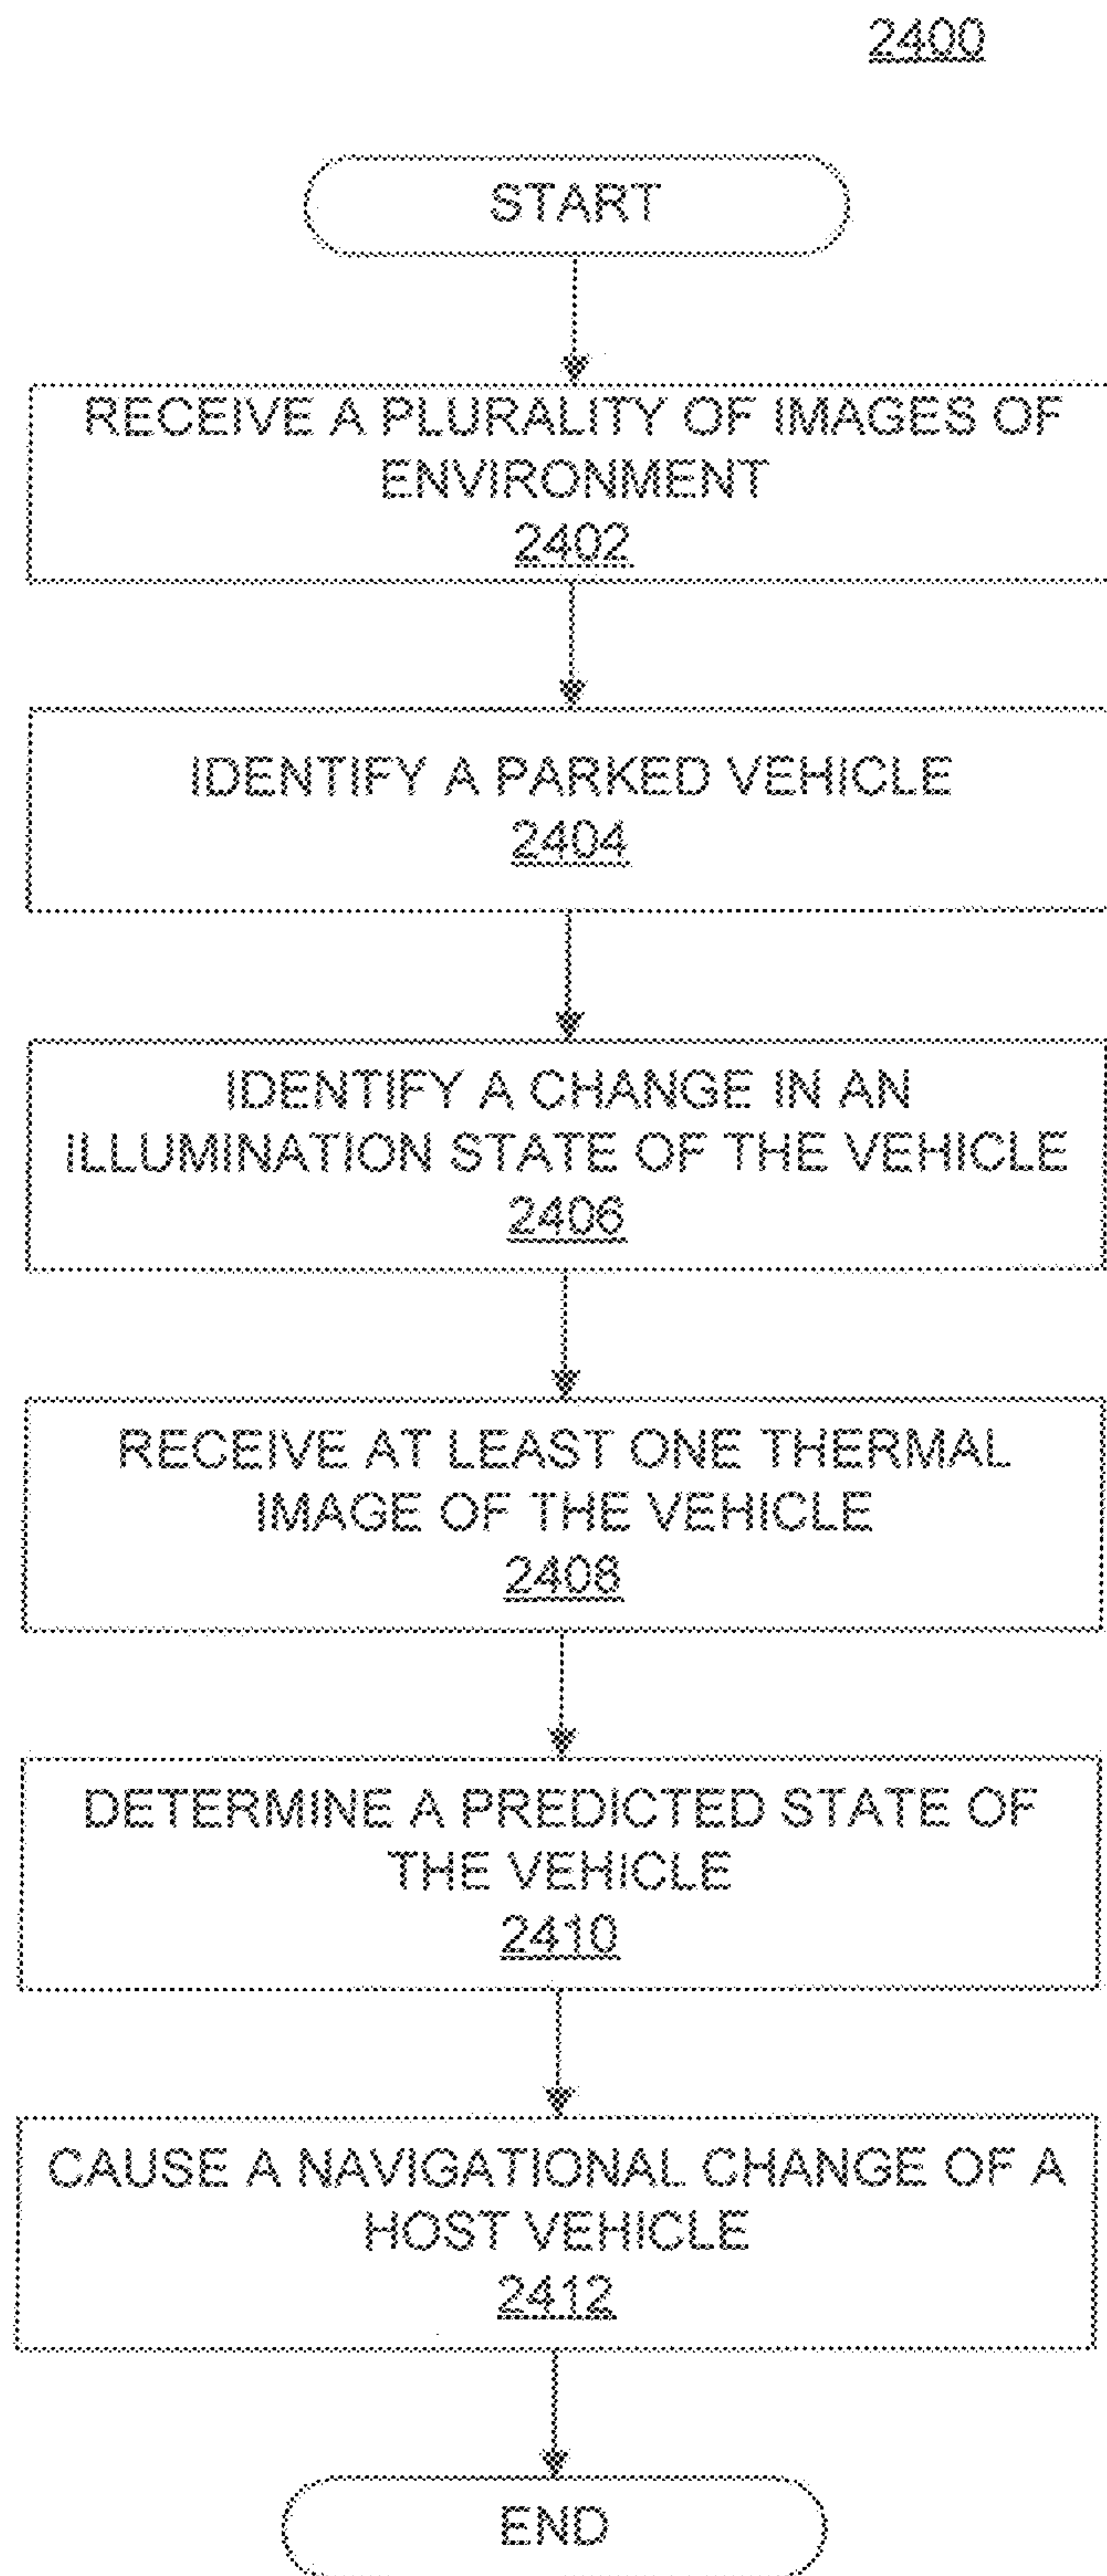 2400
START
RECEIVE A PLURALITY OF IMAGES OF
ENVIRONMENT
2402
IDENTIFY A PARKED VEHICLE
2404
IDENTIFY A CHANGE IN AN
ILLUMINATION STATE OF THE VEHICLE
2406
RECEIVE AT LEAST ONE THERMAL
IMAGE OF THE VEHICLE
2408
DETERMINE A PREDICTED STATE OF
THE VEHICLE
2410
CAUSE A NAVIGATIONAL CHANGE OF A
HOST VEHICLE
2412
END